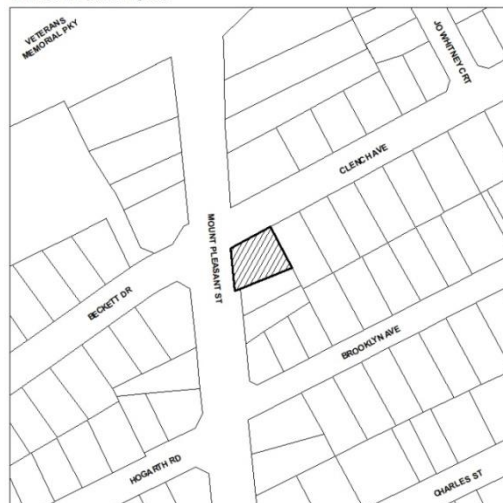 VETERANS
MEMORIAL PKY
JO WHITNEY CRT
CLENCH AVE
MOUNT PLEASANT ST
BECKETT DR
BROOKLYN AVE
HOGARTH RD
CHARLES ST